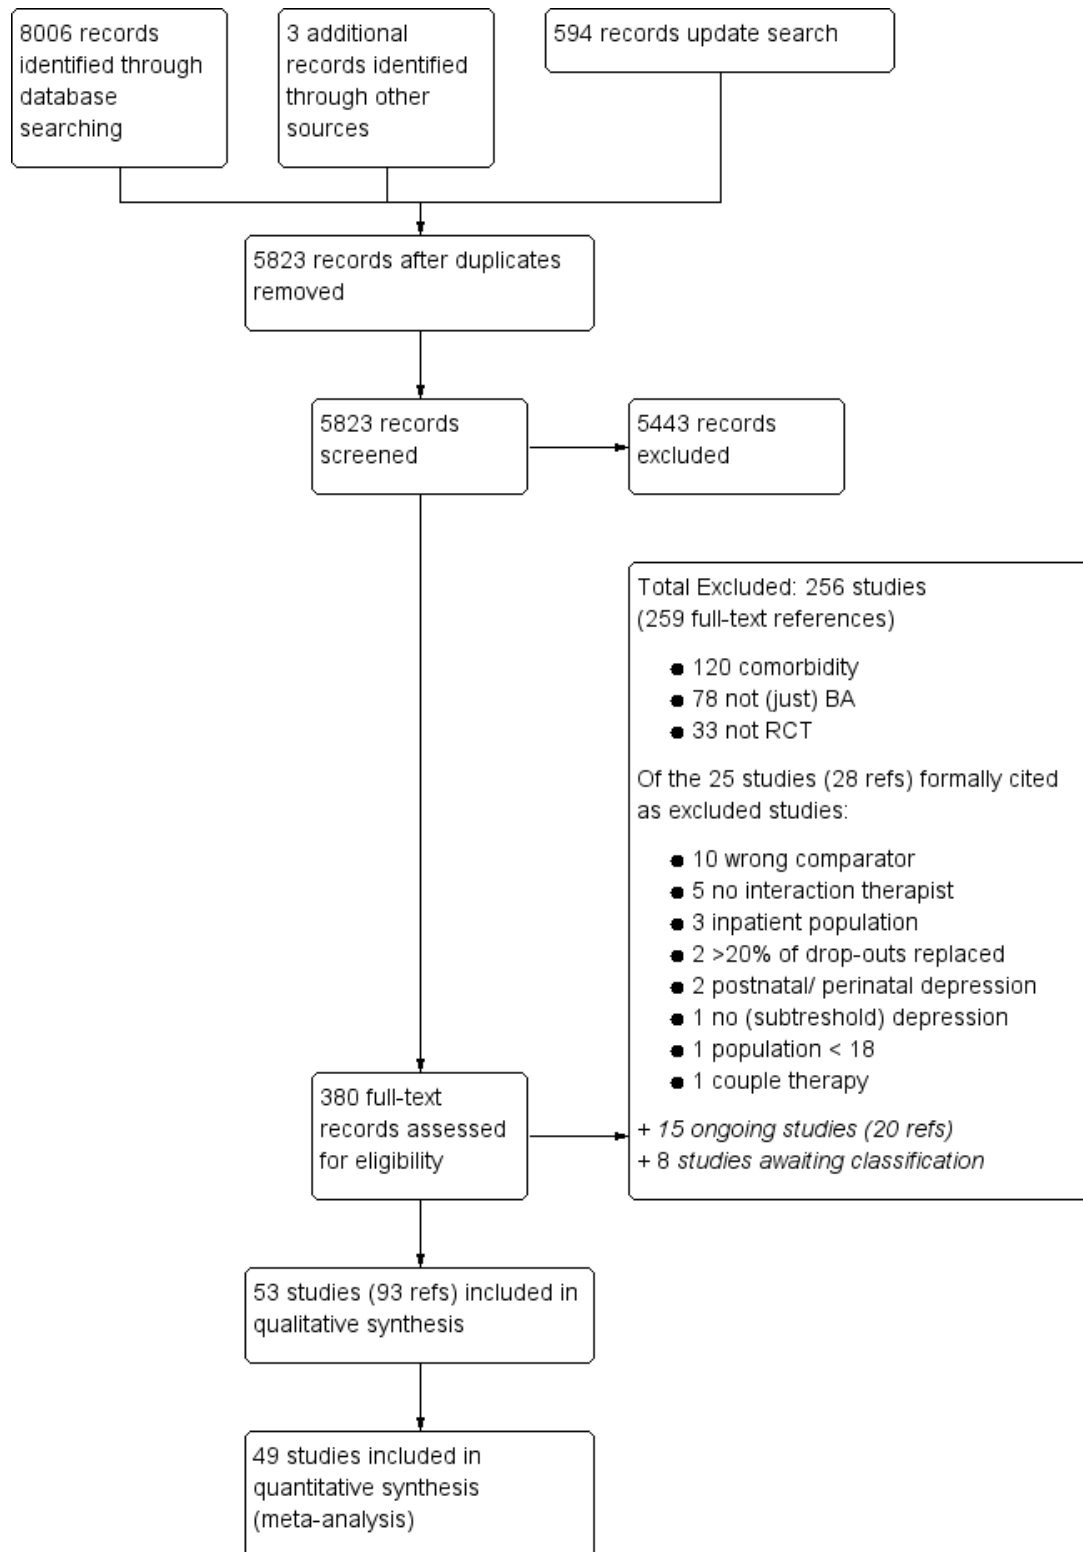 8006 records
identified through
database
searching
3 additional
records identified
through other
sources
594 records update search
5823 records after duplicates
removed
5823 records
screened
5443 records
excluded
Total Excluded: 256 studies
(259 full-text references)
● 120 comorbidity
● 78 not (just) BA
● 33 not RCT
Of the 25 studies (28 refs) formally cited
as excluded studies:
● 10 wrong comparator
● 5 no interaction therapist
● 3 inpatient population
● 2 >20% of drop-outs replaced
● 2 postnatal/ perinatal depression
● 1 no (subtreshold) depression
● 1 population < 18
● 1 couple therapy
+ 15 ongoing studies (20 refs)
+ 8 studies awaiting classification
380 full-text
records assessed
for eligibility
53 studies (93 refs) included in
qualitative synthesis
49 studies included in
quantitative synthesis
(meta-analysis)